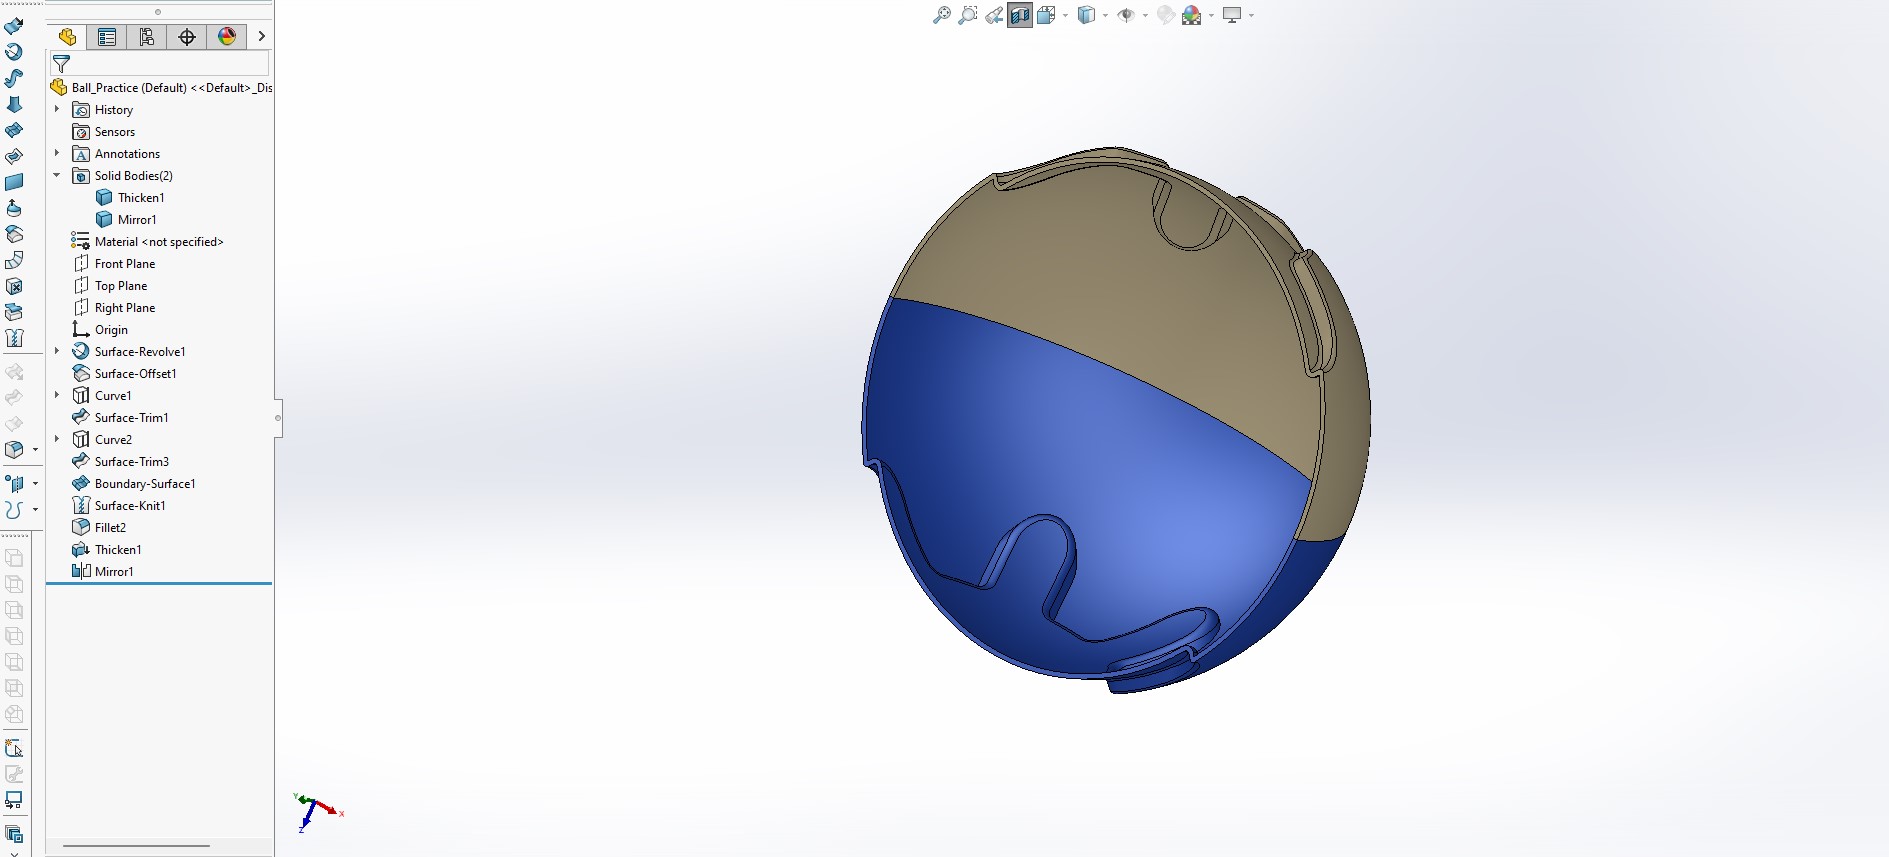 Ball_Practice (Default) <<Default>_Dis
History
Sensors
A Annotations
Solid Bodies(2)
Thicken1
Mirror1
Material <not specified>
Front Plane
Top Plane
Right Plane
Origin
Surface-Revolve1
Surface-Offset1
Curve1
Surface-Trim1
Curve2
Surface-Trim3
Boundary-Surface1
Surface-Knit1
Fillet2
Thicken1
Mirror1
Y
X
Z